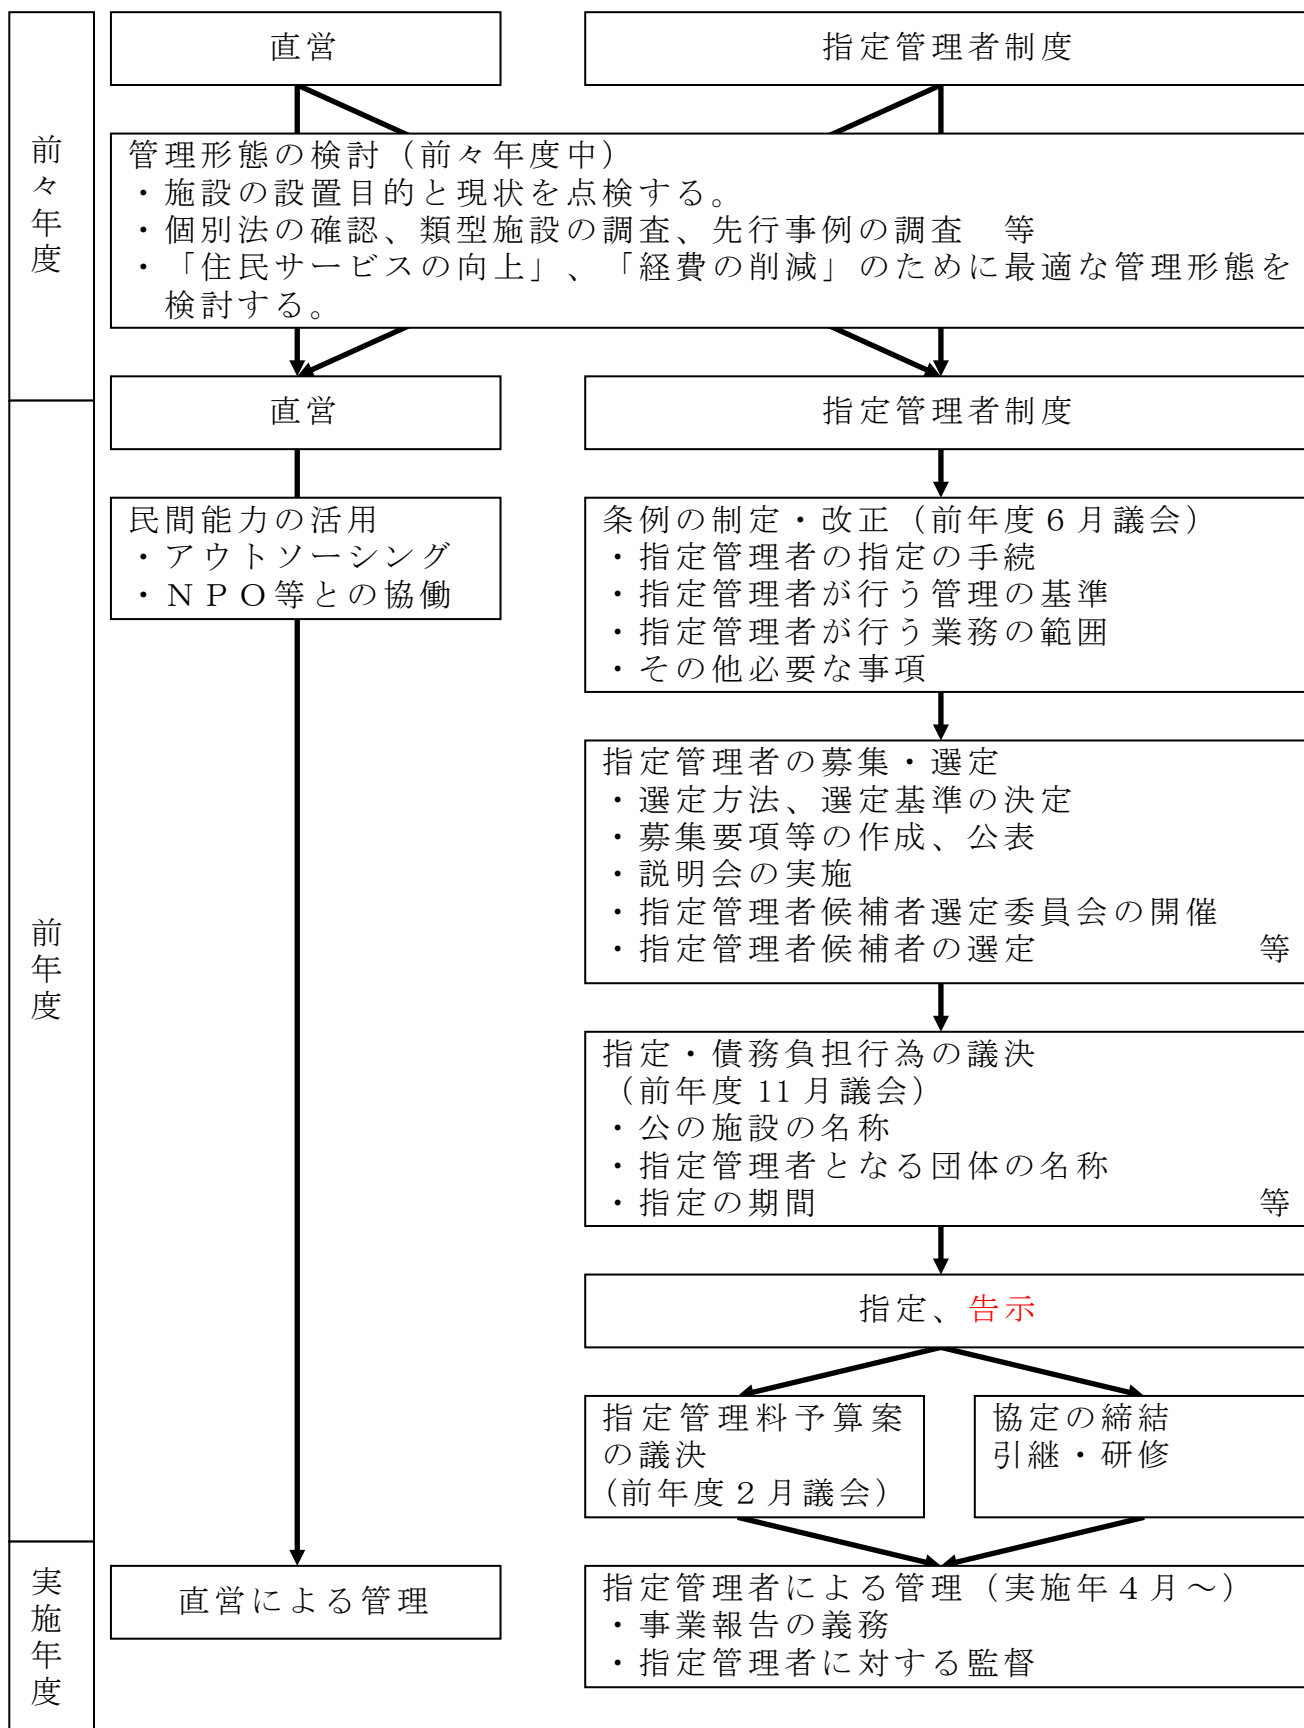 前々年度
直営
指定管理者制度
管理形態の検討（前々年度中）
・施設の設置目的と現状を点検する。
・個別法の確認、類型施設の調査、先行事例の調査　等
・「住民サービスの向上」、「経費の削減」のために最適な管理形態を
検討する。
前年度
直営
指定管理者制度
民間能力の活用
・アウトソーシング
・ＮＰＯ等との協働
条例の制定・改正（前年度６月議会）
・指定管理者の指定の手続
・指定管理者が行う管理の基準
・指定管理者が行う業務の範囲
・その他必要な事項
指定管理者の募集・選定
・選定方法、選定基準の決定
・募集要項等の作成、公表
・説明会の実施
・指定管理者候補者選定委員会の開催
・指定管理者候補者の選定　等
指定・債務負担行為の議決
（前年度 11 月議会）
・公の施設の名称
・指定管理者となる団体の名称
・指定の期間　等
指定、告示
指定管理料予算案
の議決
（前年度２月議会）
協定の締結
引継・研修
実施年度
直営による管理
指定管理者による管理（実施年４月～）
・事業報告の義務
・指定管理者に対する監督